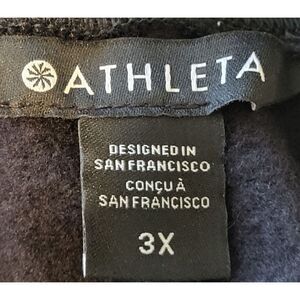 ATHLETA
DESIGNED IN
SAN FRANCISCO
CONÇU À
SAN FRANCISCO
3X